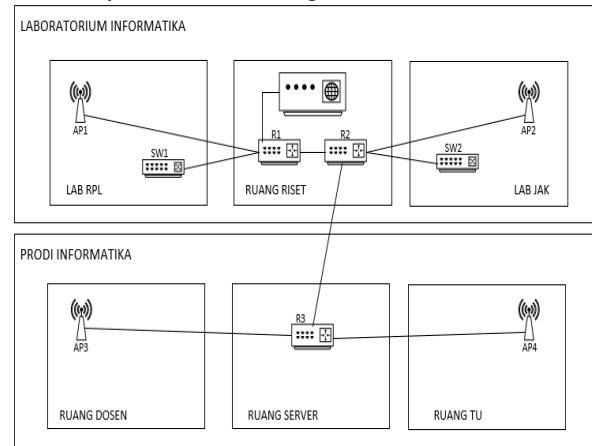 LABORATORIUM INFORMATIKA
AP1
SW1
LAB RPL
R1
R2
RUANG RISET
AP2
SW2
LAB JAK
PRODI INFORMATIKA
AP3
RUANG DOSEN
R3
RUANG SERVER
AP4
RUANG TU